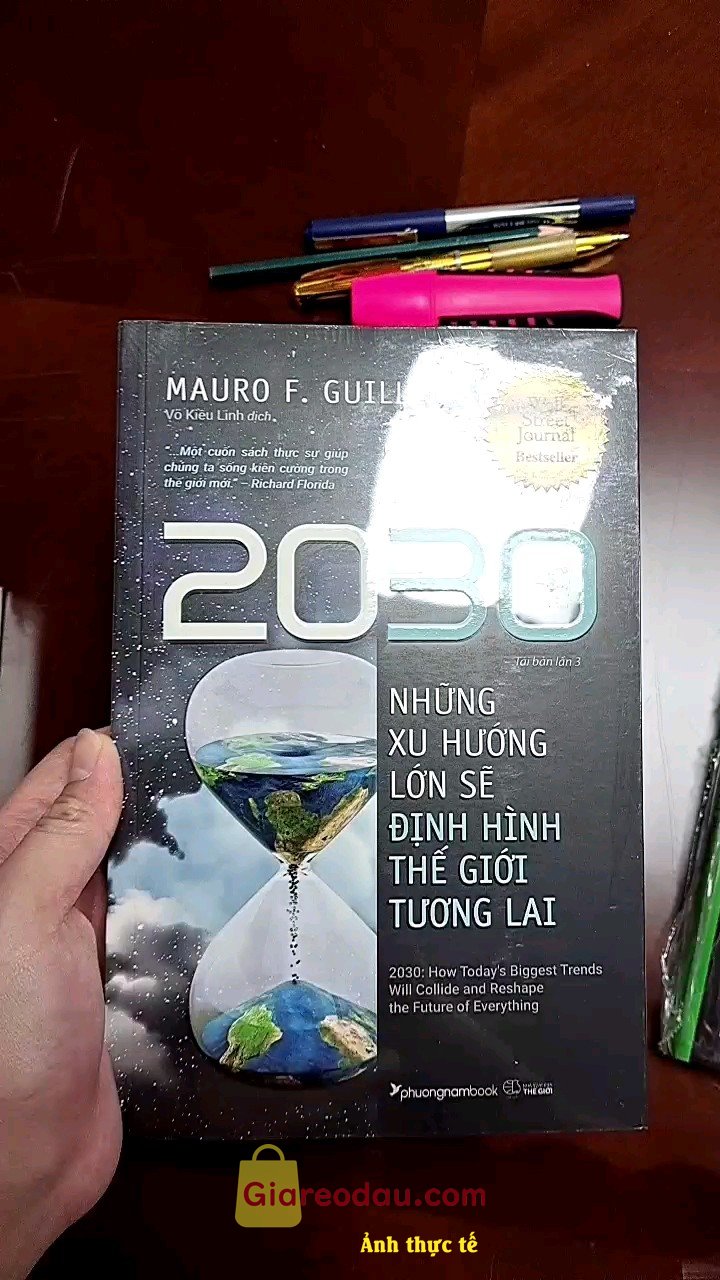 MAURO F. GUILL
Võ Kiều Linh dịch
Wall
Street
Journal
Bestseller
"...Một cuốn sách thực sự giúp
chúng ta sống kiên cường trong
thế giới mới." – Richard Florida
2030
Tái bản lần 3
NHỮNG
XU HƯỚNG
LỚN SẼ
ĐỊNH HÌNH
THẾ GIỚI
TƯƠNG LAI
2030: How Today's Biggest Trends
Will Collide and Reshape
the Future of Everything
phuongnambook
THẾ GIỚI
Giareodau.com
Ảnh thực tế